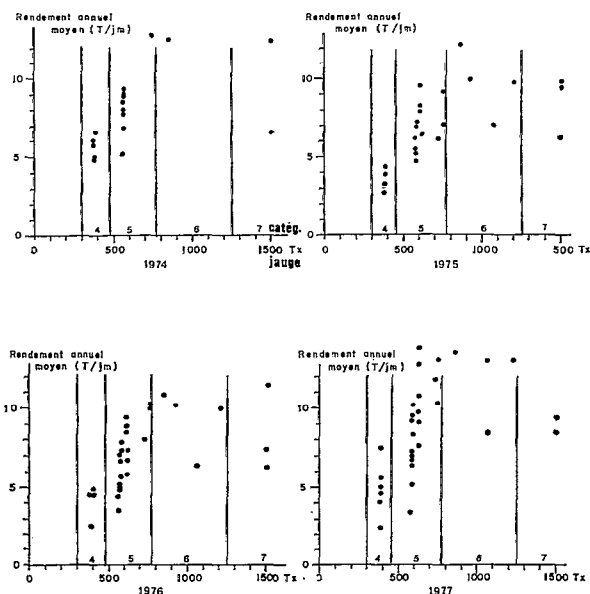 Rendement annuel
moyen (T/jm)
10
5
0
4 5 6 7
catég.
jauge
0 500 1000 1500 Tx
1974
Rendement annuel
moyen (T/jm)
10
5
0
4 5 6 7
0 500 1000 500 Tx
1975
Rendement annuel
moyen (T/jm)
10
5
0
4 5 6 7
0 500 1000 1500 Tx
1976
Rendement annuel
moyen (T/jm)
10
5
0
4 5 6 7
0 500 1000 1500 Tx
1977